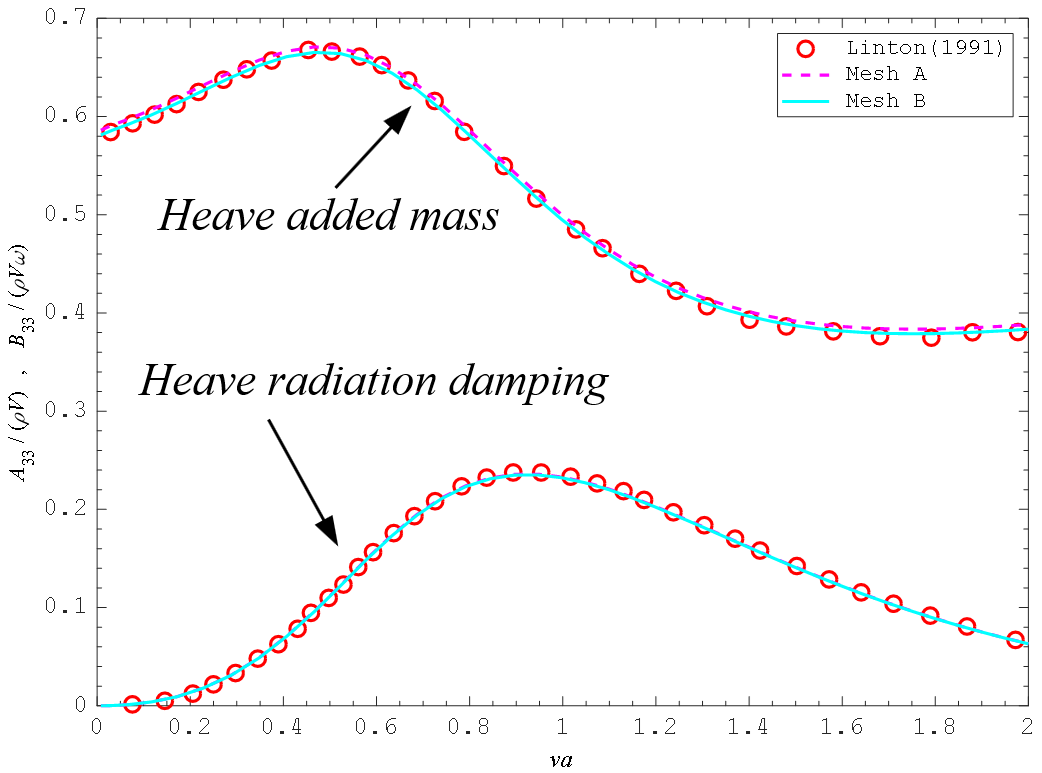 0.7
0.6
0.5
0.4
0.3
0.2
0.1
0
0
0.2
0.4
0.6
0.8
1
1.2
1.4
1.6
1.8
2
A33 / (ρV) , B33 / (ρVω)
νa
Linton(1991)
Mesh A
Mesh B
Heave added mass
Heave radiation damping